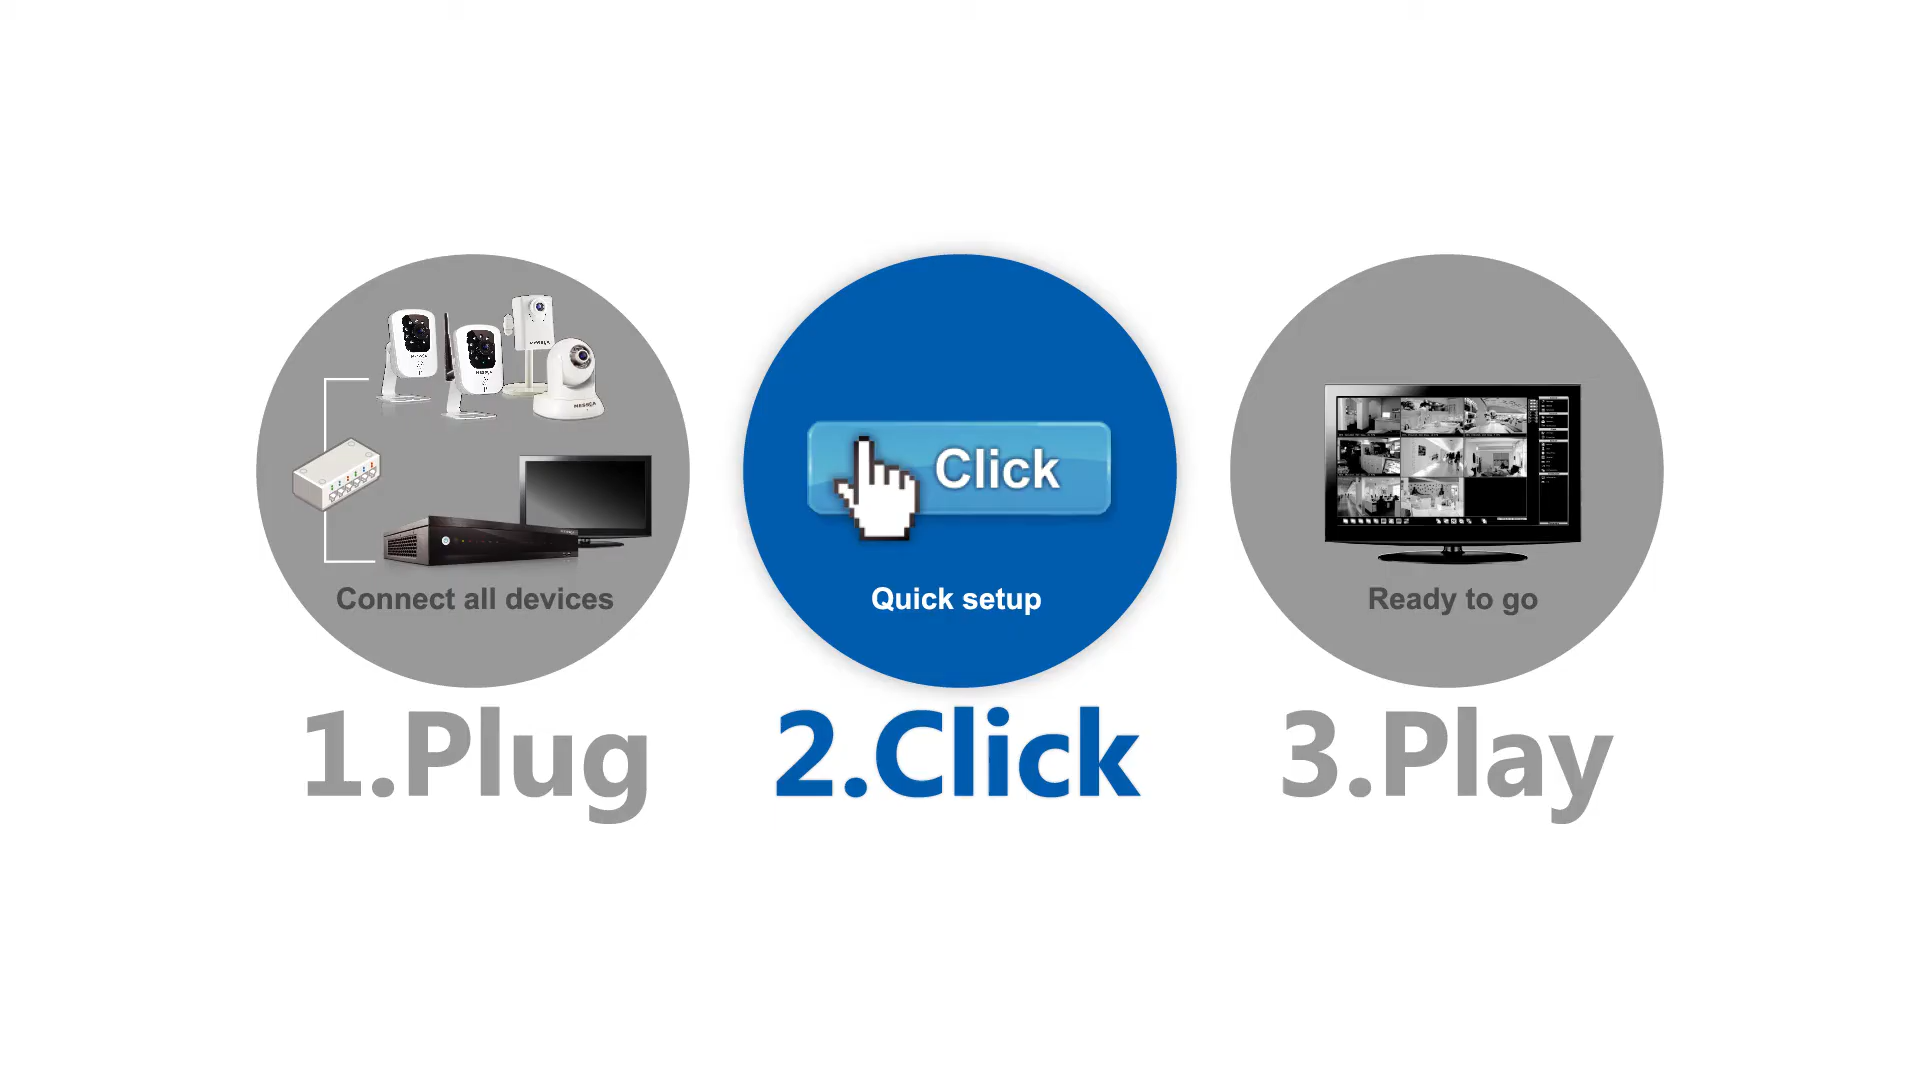 Connect all devices
1.Plug
Click
Quick setup
2.Click
Ready to go
3.Play